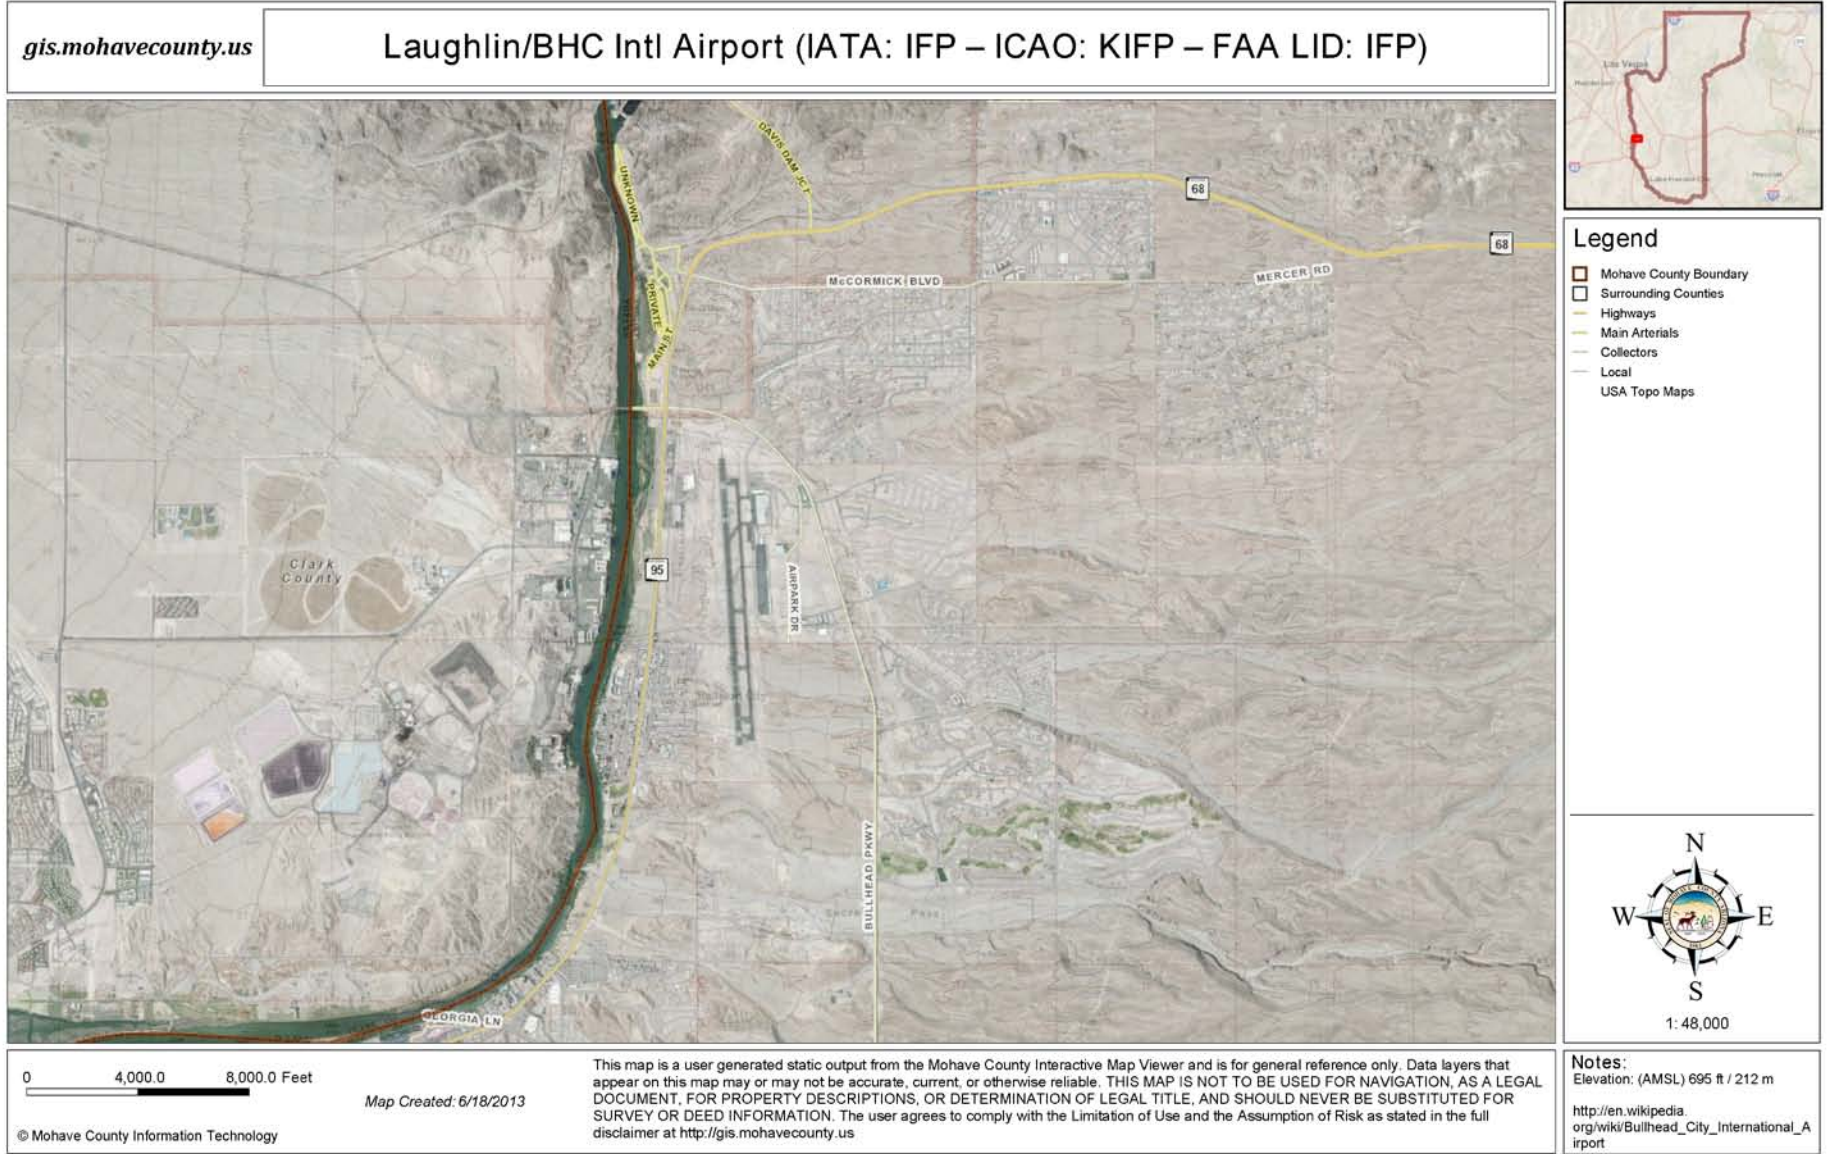 gis.mohavecounty.us
Laughlin/BHC Intl Airport (IATA: IFP – ICAO: KIFP – FAA LID: IFP)
Las Vegas
DAVIS DAM JCT
UNKNOWN
68
68
McCORMICK BLVD
MERCER RD
PRIVATE
MAIN ST
Clark
County
95
AIRPARK DR
BULLHEAD PKWY
GEORGIA LN
Legend
Mohave County Boundary
Surrounding Counties
Highways
Main Arterials
Collectors
Local
USA Topo Maps
N
W
E
S
1: 48,000
0
4,000.0
8,000.0 Feet
Map Created: 6/18/2013
© Mohave County Information Technology
This map is a user generated static output from the Mohave County Interactive Map Viewer and is for general reference only. Data layers that
appear on this map may or may not be accurate, current, or otherwise reliable. THIS MAP IS NOT TO BE USED FOR NAVIGATION, AS A LEGAL
DOCUMENT, FOR PROPERTY DESCRIPTIONS, OR DETERMINATION OF LEGAL TITLE, AND SHOULD NEVER BE SUBSTITUTED FOR
SURVEY OR DEED INFORMATION. The user agrees to comply with the Limitation of Use and the Assumption of Risk as stated in the full
disclaimer at http://gis.mohavecounty.us
Notes:
Elevation: (AMSL) 695 ft / 212 m
http://en.wikipedia.
org/wiki/Bullhead_City_International_A
irport